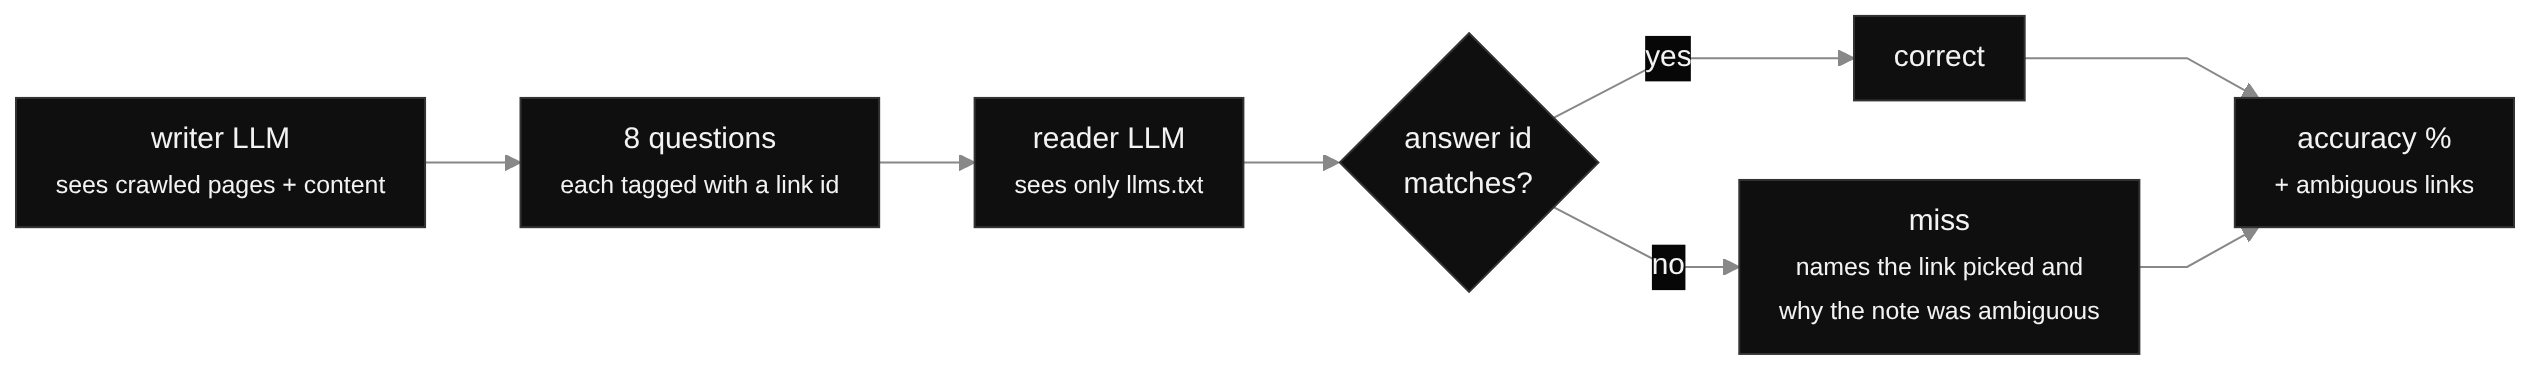 writer LLM
sees crawled pages + content
8 questions
each tagged with a link id
reader LLM
sees only llms.txt
answer id
matches?
yes
correct
no
miss
names the link picked and
why the note was ambiguous
accuracy %
+ ambiguous links